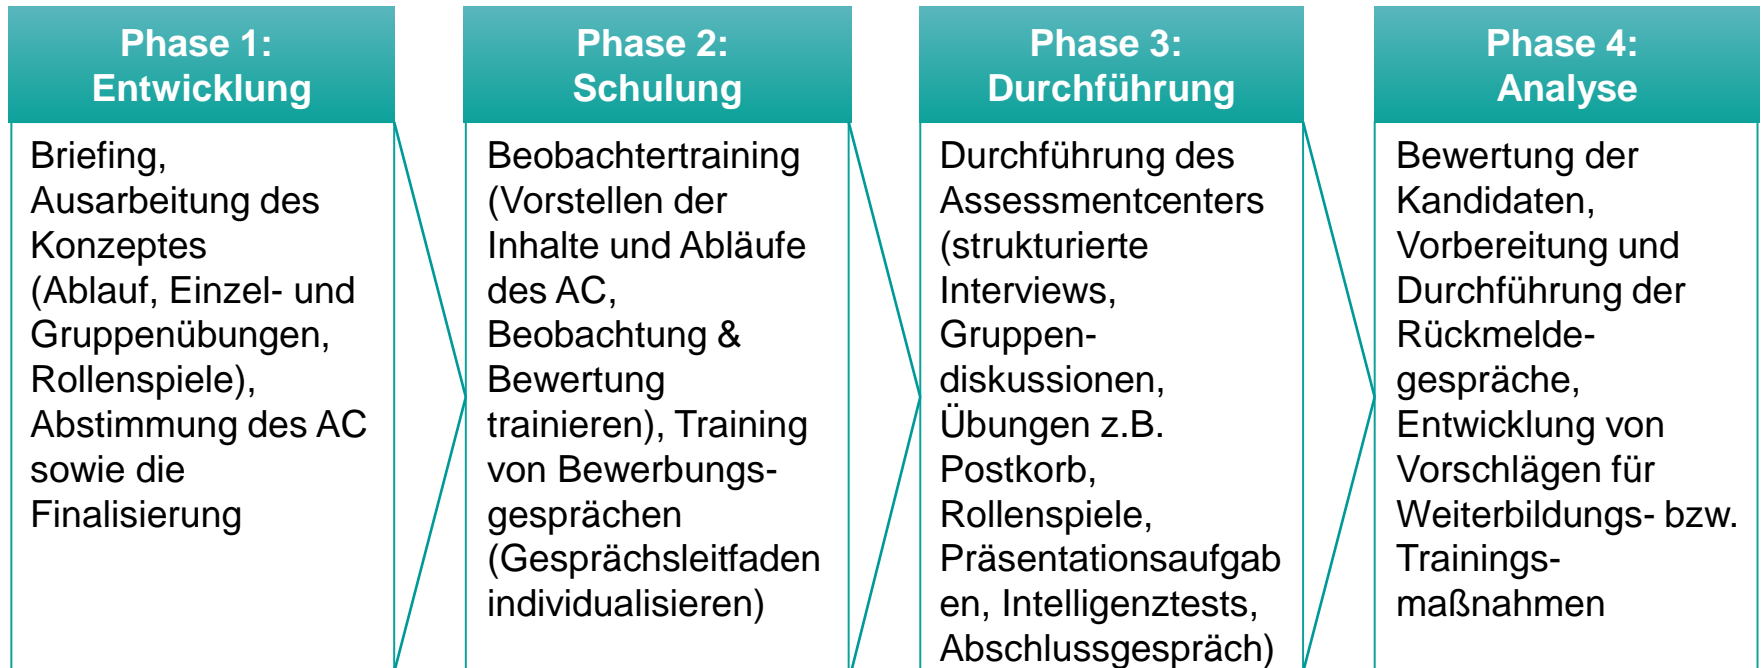 Phase 1:
Entwicklung
Briefing,
Ausarbeitung des
Konzeptes
(Ablauf, Einzel- und
Gruppenübungen,
Rollenspiele),
Abstimmung des AC
sowie die
Finalisierung
Phase 2:
Schulung
Beobachtertraining
(Vorstellen der
Inhalte und Abläufe
des AC,
Beobachtung &
Bewertung
trainieren), Training
von Bewerbungs-
gesprächen
(Gesprächsleitfaden
individualisieren)
Phase 3:
Durchführung
Durchführung des
Assessmentcenters
(strukturierte
Interviews,
Gruppen-
diskussionen,
Übungen z.B.
Postkorb,
Rollenspiele,
Präsentationsaufgab
en, Intelligenztests,
Abschlussgespräch)
Phase 4:
Analyse
Bewertung der
Kandidaten,
Vorbereitung und
Durchführung der
Rückmelde-
gespräche,
Entwicklung von
Vorschlägen für
Weiterbildungs- bzw.
Trainings-
maßnahmen